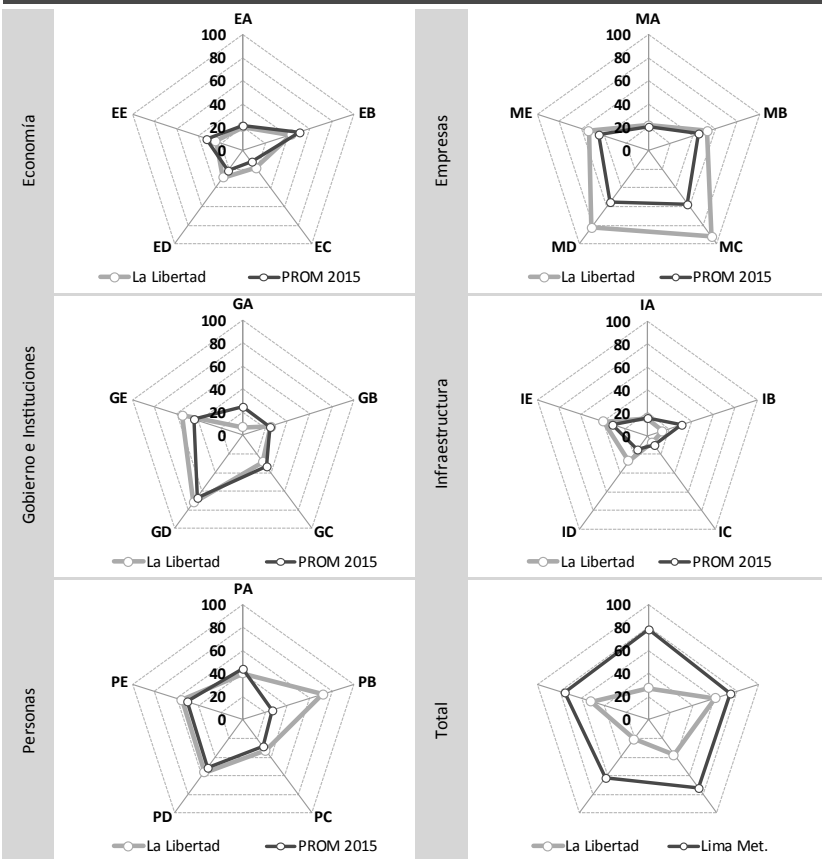 Economía
EA
100
80
60
40
20
0
EE
EB
ED
EC
La Libertad
PROM 2015
Empresas
MA
100
80
60
40
20
0
ME
MB
MD
MC
La Libertad
PROM 2015
Gobierno e Instituciones
GA
100
80
60
40
20
0
GE
GB
GD
GC
La Libertad
PROM 2015
Infraestructura
IA
100
80
60
40
20
0
IE
IB
ID
IC
La Libertad
PROM 2015
Personas
PA
100
80
60
40
20
0
PE
PB
PD
PC
La Libertad
PROM 2015
Total
100
80
60
40
20
0
La Libertad
Lima Met.